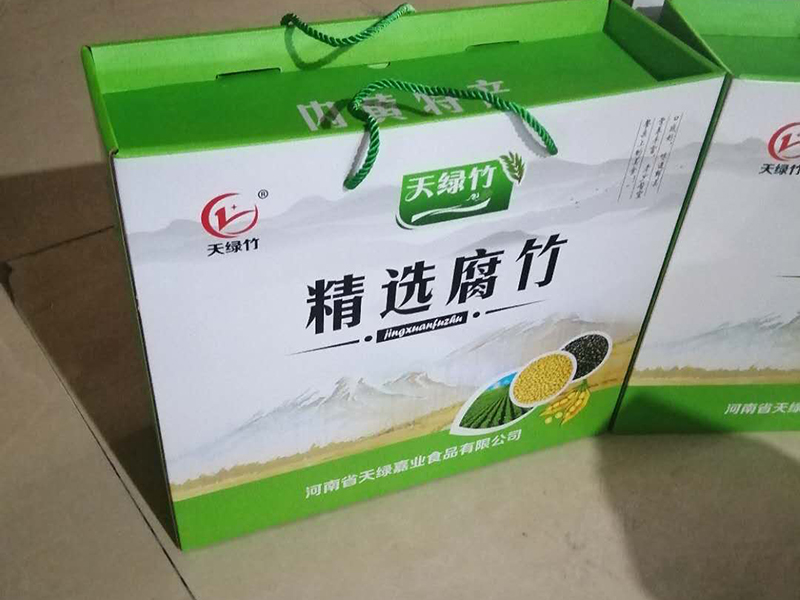 内黄特产
天绿竹
®
天绿竹
精选腐竹
jingxuanfuzhu
河南省天绿嘉业食品有限公司
天绿竹
河南省天绿